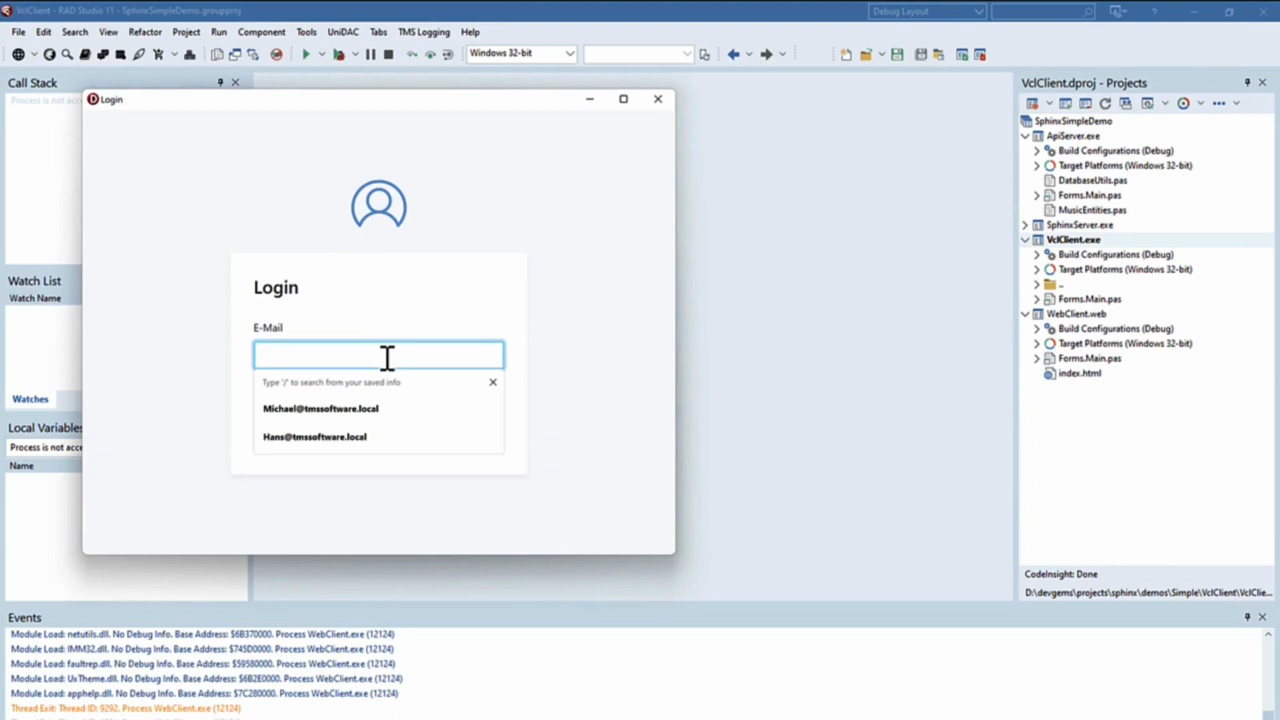 VclClient - RAD Studio 11 - SphinxSimpleDemo.groupproj
Debug Layout
File Edit Search View Refactor Project Run Component Tools UniDAC Tabs TMS Logging Help
Windows 32-bit
Call Stack
Process is not acce
Watch List
Watch Name
Watches
Local Variables
Process is not acce
Name
Login
Login
E-Mail
Type '/' to search from your saved info
Michael@tmssoftware.local
Hans@tmssoftware.local
VclClient.dproj - Projects
SphinxSimpleDemo
ApiServer.exe
Build Configurations (Debug)
Target Platforms (Windows 32-bit)
DatabaseUtils.pas
Forms.Main.pas
MusicEntities.pas
SphinxServer.exe
VclClient.exe
Build Configurations (Debug)
Target Platforms (Windows 32-bit)
..
Forms.Main.pas
WebClient.web
Build Configurations (Debug)
Target Platforms (Windows 32-bit)
Forms.Main.pas
index.html
CodeInsight: Done
D:\devgems\projects\sphinx\demos\Simple\VclClient\VclClie...
Events
Module Load: netutils.dll. No Debug Info. Base Address: $6B370000. Process WebClient.exe (12124)
Module Load: IMM32.dll. No Debug Info. Base Address: $745D0000. Process WebClient.exe (12124)
Module Load: faultrep.dll. No Debug Info. Base Address: $59580000. Process WebClient.exe (12124)
Module Load: UxTheme.dll. No Debug Info. Base Address: $6B2E0000. Process WebClient.exe (12124)
Module Load: apphelp.dll. No Debug Info. Base Address: $7C280000. Process WebClient.exe (12124)
Thread Exit: Thread ID: 9292. Process WebClient.exe (12124)